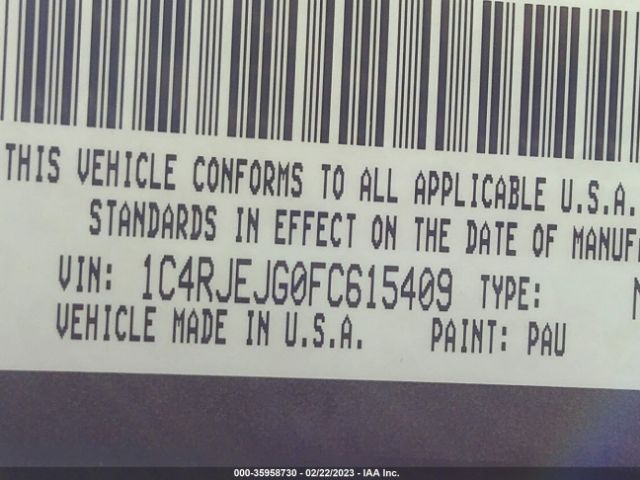 THIS VEHICLE CONFORMS TO ALL APPLICABLE U.S.A.
STANDARDS IN EFFECT ON THE DATE OF MANUF
VIN: 1C4RJEJG0FC615409 TYPE:
VEHICLE MADE IN U.S.A. PAINT: PAU
000-35958730 - 02/22/2023 - IAA Inc.